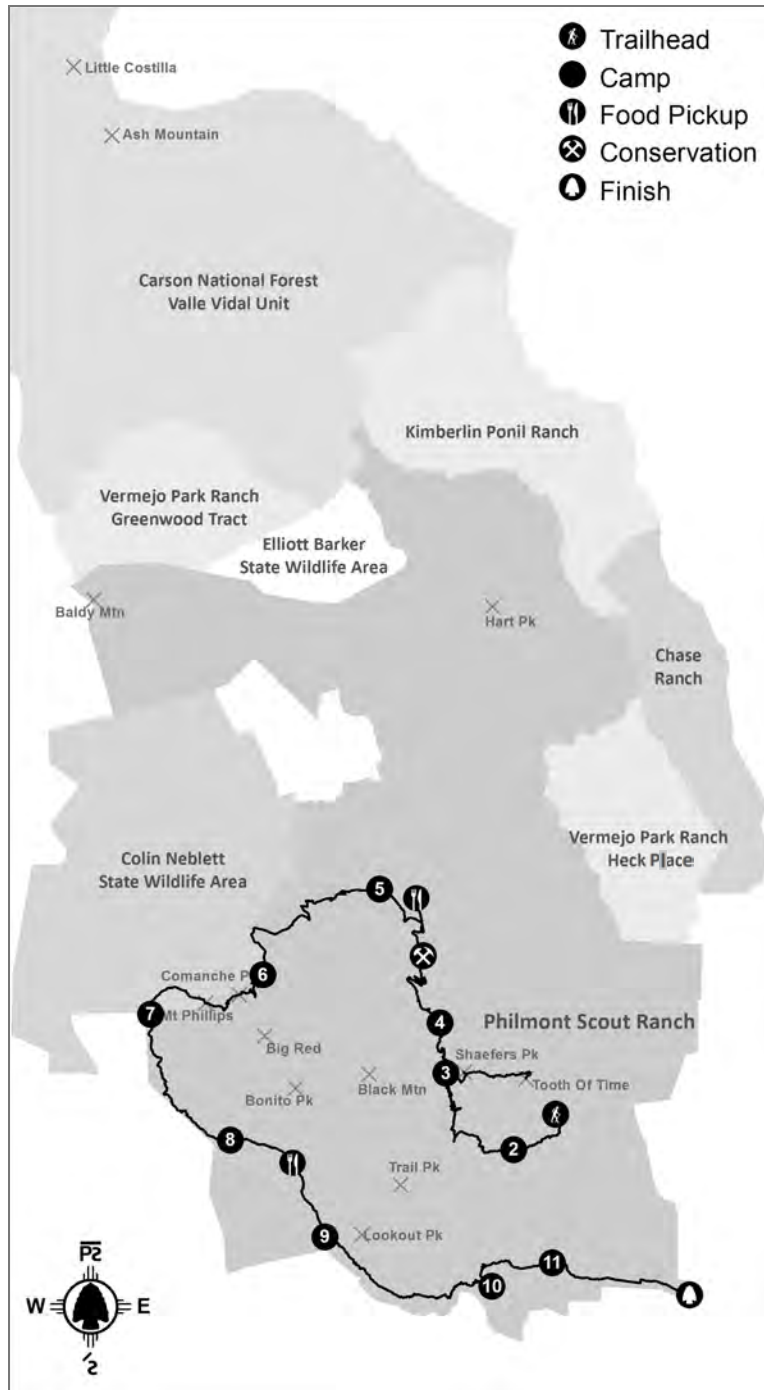 Trailhead
Camp
Food Pickup
Conservation
Finish
Little Costilla
Ash Mountain
Carson National Forest
Valle Vidal Unit
Kimberlin Ponil Ranch
Vermejo Park Ranch
Greenwood Tract
Elliott Barker
State Wildlife Area
Baldy Mtn
Hart Pk
Chase
Ranch
Vermejo Park Ranch
Heck Place
Colin Neblett
State Wildlife Area
5
Comanche P
6
7
Mt Phillips
4
Philmont Scout Ranch
Big Red
Shaefers Pk
3
Black Mtn
Tooth Of Time
Bonito Pk
8
2
Trail Pk
9
Lookout Pk
10
11
W
E